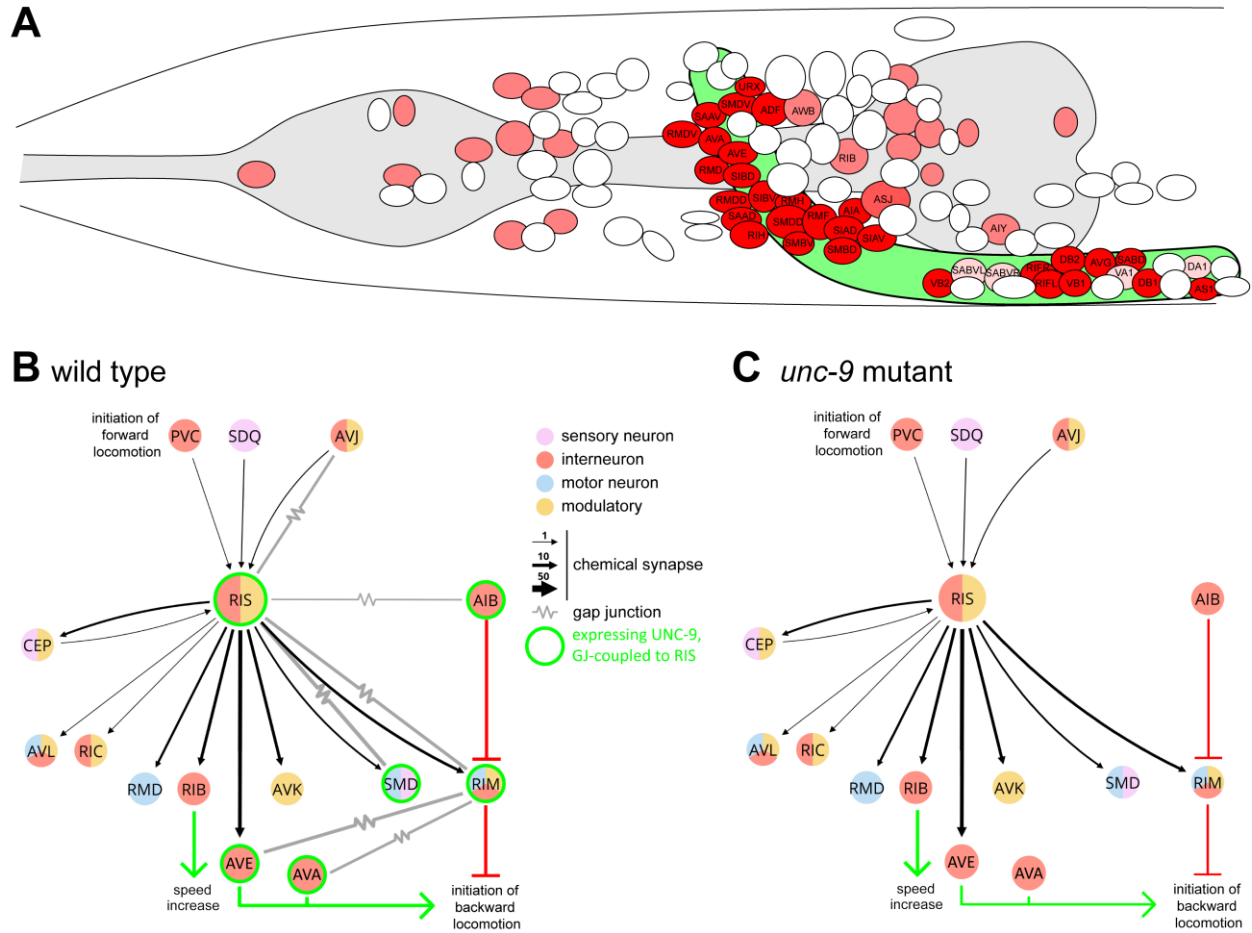 A
URX
SMDV
ADF
AWB
SAAV
RMDV
AVA
AVE
RIB
RMD
SIBD
RMDD
SIBV
RMH
AIA
ASJ
SAAD
SMDD
RMF
SIAD
RIH
SMBV
SMBD
SIAV
AIY
DB2
AVG
SABD
SABVL
SABVR
RIFR
VA1
DA1
VB2
RIFL
VB1
DB1
AS1
B wild type
initiation of
forward
locomotion
PVC
SDQ
AVJ
sensory neuron
interneuron
motor neuron
modulatory
1
10
50
chemical synapse
gap junction
expressing UNC-9,
GJ-coupled to RIS
RIS
AIB
CEP
AVL
RIC
RMD
RIB
AVK
SMD
RIM
AVE
AVA
speed
increase
initiation of
backward
locomotion
C unc-9 mutant
initiation of
forward
locomotion
PVC
SDQ
AVJ
RIS
AIB
CEP
AVL
RIC
RMD
RIB
AVK
SMD
RIM
AVE
AVA
speed
increase
initiation of
backward
locomotion